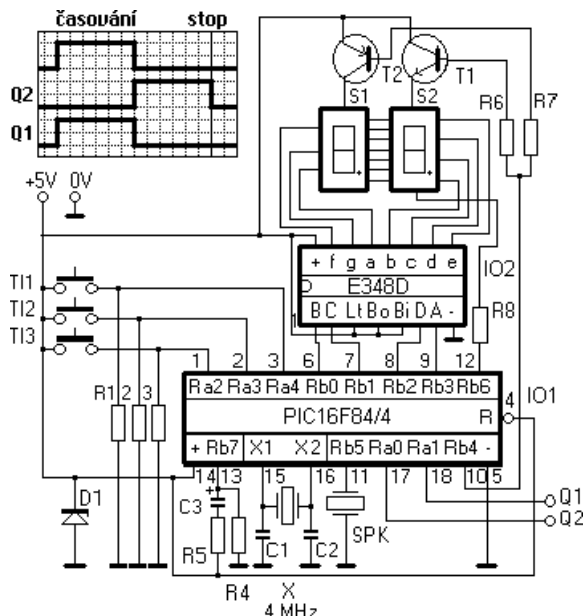 časování stop
Q2
Q1
T2 T1
S1 S2
R6 R7
+5V 0V
+ f g a b c d e
IO2
E348D
1 B C Lt Bo Bi D A -
R8
TI1
TI2
TI3
1 2 3 6 7 8 9 12
R1 2 3
Ra2 Ra3 Ra4 Rb0 Rb1 Rb2 Rb3 Rb6
IO1
4
PIC16F84/4 R
+ Rb7 X1 X2 Rb5 Ra0 Ra1 Rb4 -
14 13 15 16 11 17 18 10 5
D1
+
C3
Q1
Q2
SPK
R5 C1 C2
R4 X
4 MHz